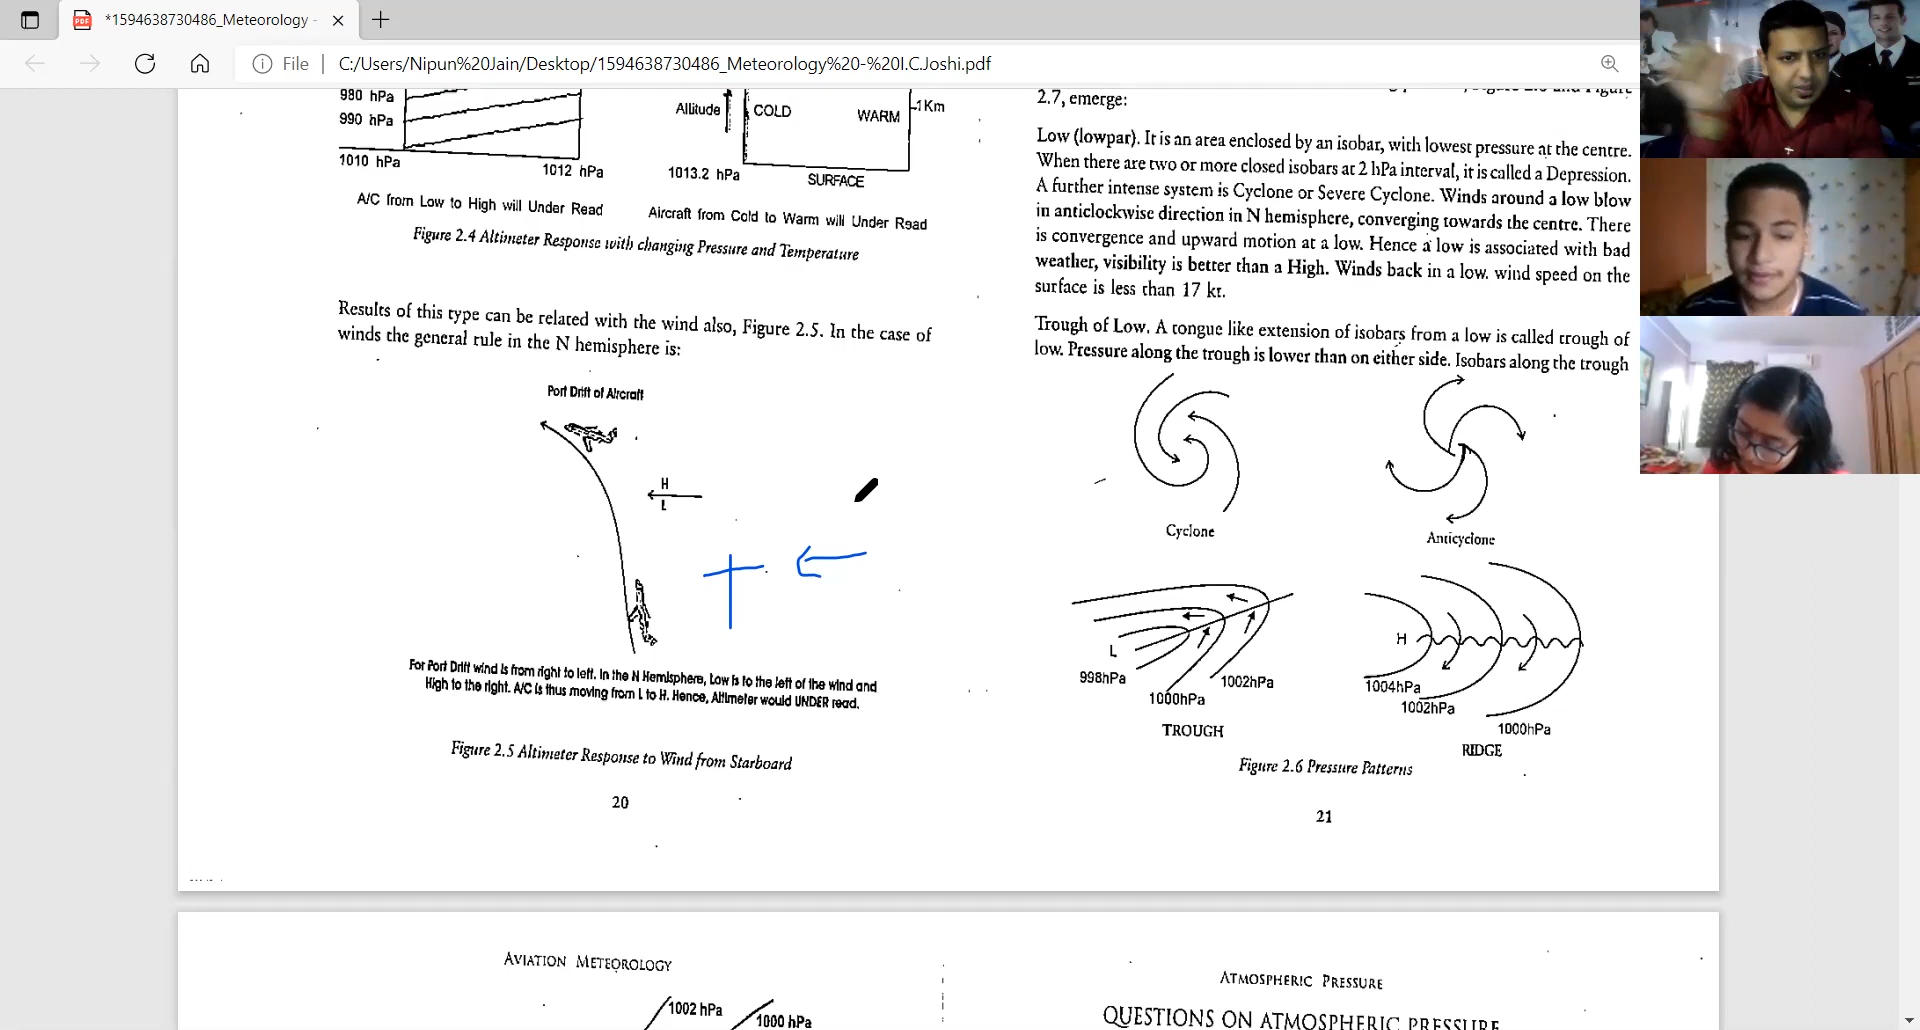 *1594638730486_Meteorology -
File
C:/Users/Nipun%20Jain/Desktop/1594638730486_Meteorology%20-%20I.C.Joshi.pdf
980 hPa
990 hPa
1010 hPa
1012 hPa
A/C from Low to High will Under Read
Altitude
COLD
WARM
1Km
1013.2 hPa
SURFACE
Aircraft from Cold to Warm will Under Read
Figure 2.4 Altimeter Response with changing Pressure and Temperature
Results of this type can be related with the wind also, Figure 2.5. In the case of
winds the general rule in the N hemisphere is:
Port Drift of Aircraft
H
L
For Port Drift wind is from right to left. In the N Hemisphere, Low is to the left of the wind and
High to the right. A/C is thus moving from L to H. Hence, Altimeter would UNDER read.
Figure 2.5 Altimeter Response to Wind from Starboard
20
2.7, emerge:
Low (lowpar). It is an area enclosed by an isobar, with lowest pressure at the centre.
When there are two or more closed isobars at 2 hPa interval, it is called a Depression.
A further intense system is Cyclone or Severe Cyclone. Winds around a low blow
in anticlockwise direction in N hemisphere, converging towards the centre. There
is convergence and upward motion at a low. Hence a low is associated with bad
weather, visibility is better than a High. Winds back in a low. wind speed on the
surface is less than 17 kt.
Trough of Low. A tongue like extension of isobars from a low is called trough of
low. Pressure along the trough is lower than on either side. Isobars along the trough
Cyclone
Anticyclone
L
998hPa
1000hPa
1002hPa
TROUGH
H
1004hPa
1002hPa
1000hPa
RIDGE
Figure 2.6 Pressure Patterns
21
AVIATION METEOROLOGY
1002 hPa
1000 hPa
ATMOSPHERIC PRESSURE
QUESTIONS ON ATMOSPHERIC PRESSURE